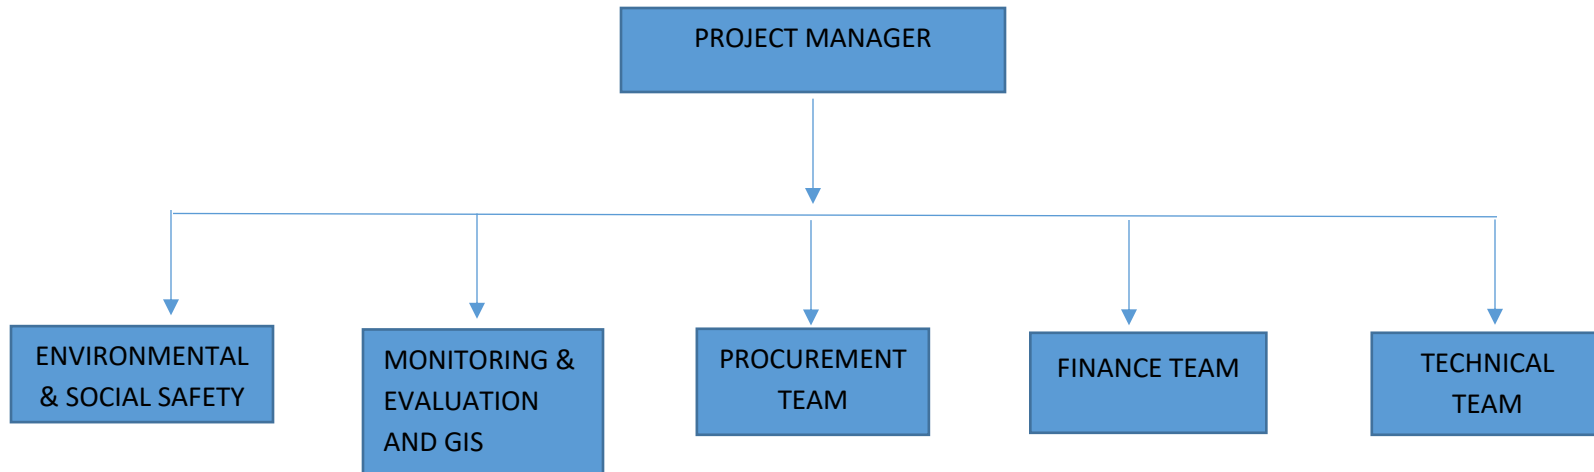 PROJECT MANAGER
ENVIRONMENTAL
& SOCIAL SAFETY
MONITORING &
EVALUATION
AND GIS
PROCUREMENT
TEAM
FINANCE TEAM
TECHNICAL
TEAM